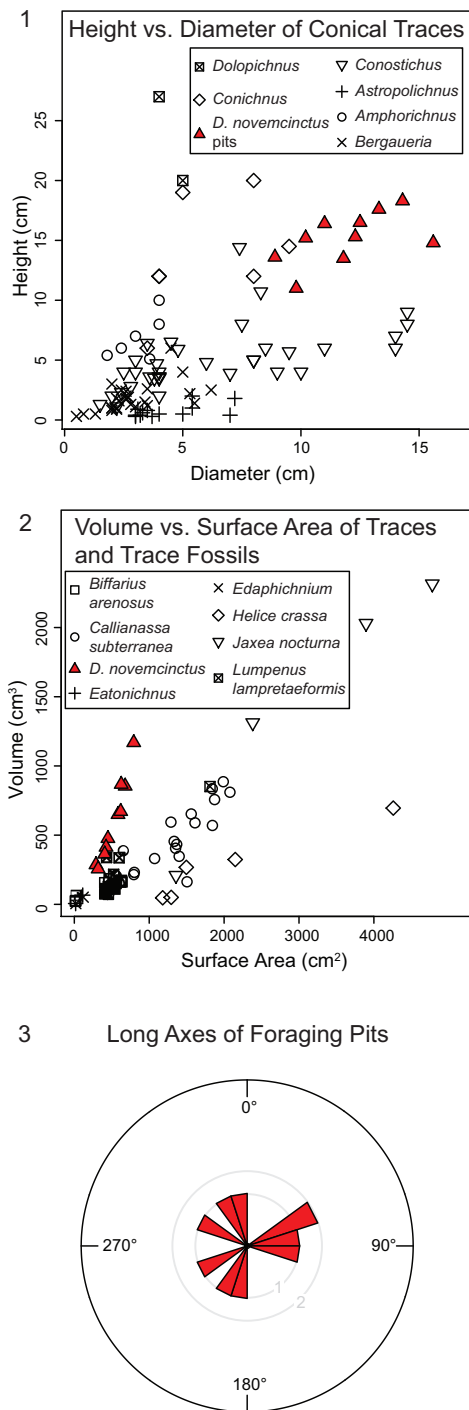 1
Height vs. Diameter of Conical Traces
Dolopichnus
Conichnus
D. novemcinctus
pits
Conostichus
Astropolichnus
Amphorichnus
Bergaueria
Height (cm)
25
20
15
10
5
0
0
5
10
15
Diameter (cm)
2
Volume vs. Surface Area of Traces
and Trace Fossils
Biffarius
arenosus
Callianassa
subterranea
D. novemcinctus
Eatonichnus
Edaphichnium
Helice crassa
Jaxea nocturna
Lumpenus
lampretaeformis
Volume (cm³)
2000
1500
1000
500
0
0
1000
2000
3000
4000
Surface Area (cm²)
3
Long Axes of Foraging Pits
0°
270°
90°
1
2
180°